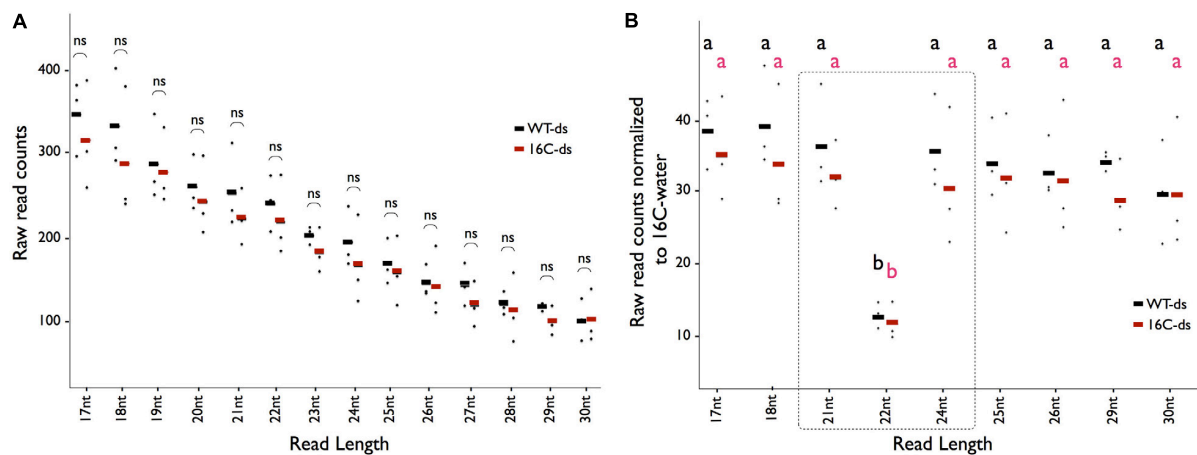 A
ns ns ns ns ns ns ns ns ns ns ns ns ns ns
Raw read counts
400
300
200
100
WT-ds
16C-ds
17nt 18nt 19nt 20nt 21nt 22nt 23nt 24nt 25nt 26nt 27nt 28nt 29nt 30nt
Read Length
B
a a a a a a a a
a a a a a a a a
b b
Raw read counts normalized
to 16C-water
40
30
20
10
WT-ds
16C-ds
17nt 18nt 21nt 22nt 24nt 25nt 26nt 29nt 30nt
Read Length